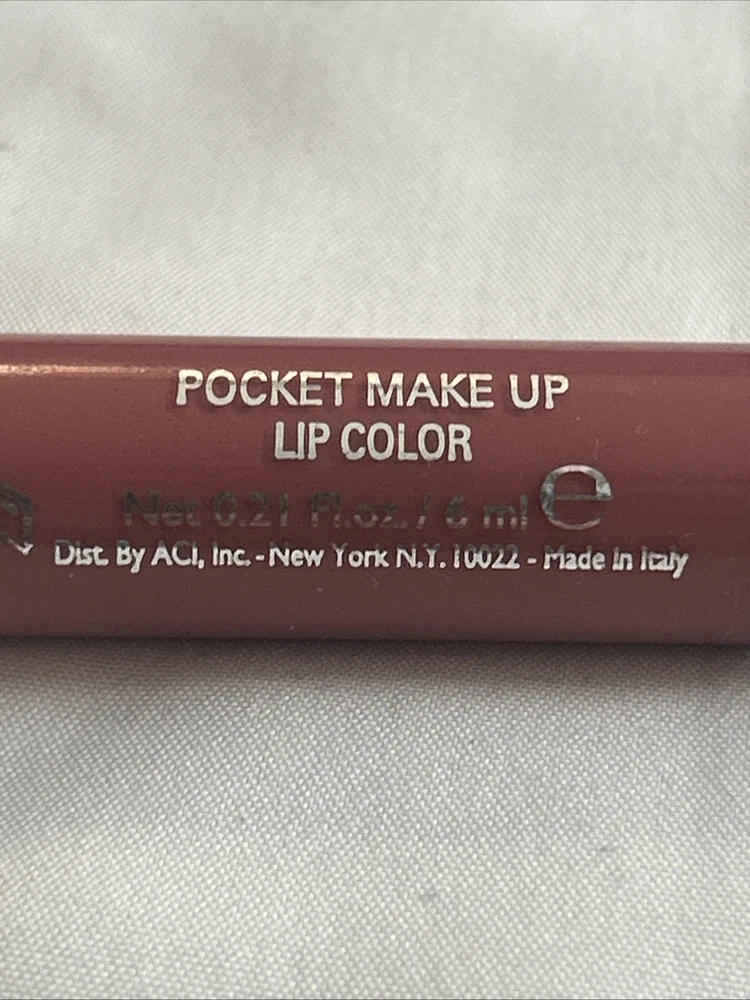 POCKET MAKE UP
LIP COLOR
Net 0.21 Fl.oz. / 6 ml e
Dist. By ACI, Inc. - New York N.Y. 10022 - Made In Italy